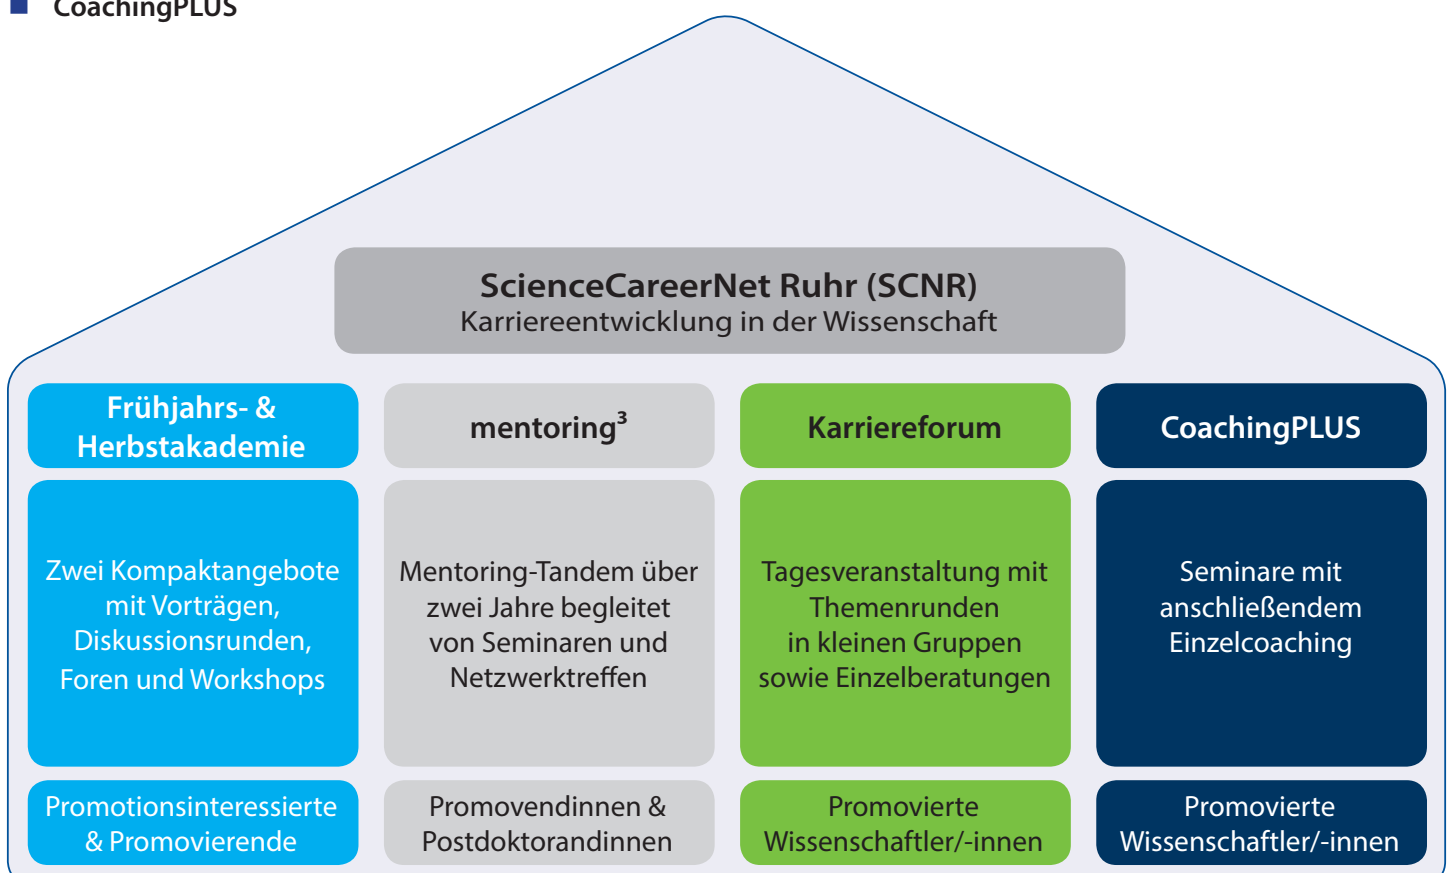 CoachingPLUS
ScienceCareerNet Ruhr (SCNR)
Karriereentwicklung in der Wissenschaft
Frühjahrs- &
Herbstakademie
Zwei Kompaktangebote
mit Vorträgen,
Diskussionsrunden,
Foren und Workshops
Promotionsinteressierte
& Promovierende
mentoring³
Mentoring-Tandem über
zwei Jahre begleitet
von Seminaren und
Netzwerktreffen
Promovendinnen &
Postdoktorandinnen
Karriereforum
Tagesveranstaltung mit
Themenrunden
in kleinen Gruppen
sowie Einzelberatungen
Promovierte
Wissenschaftler/-innen
CoachingPLUS
Seminare mit
anschließendem
Einzelcoaching
Promovierte
Wissenschaftler/-innen